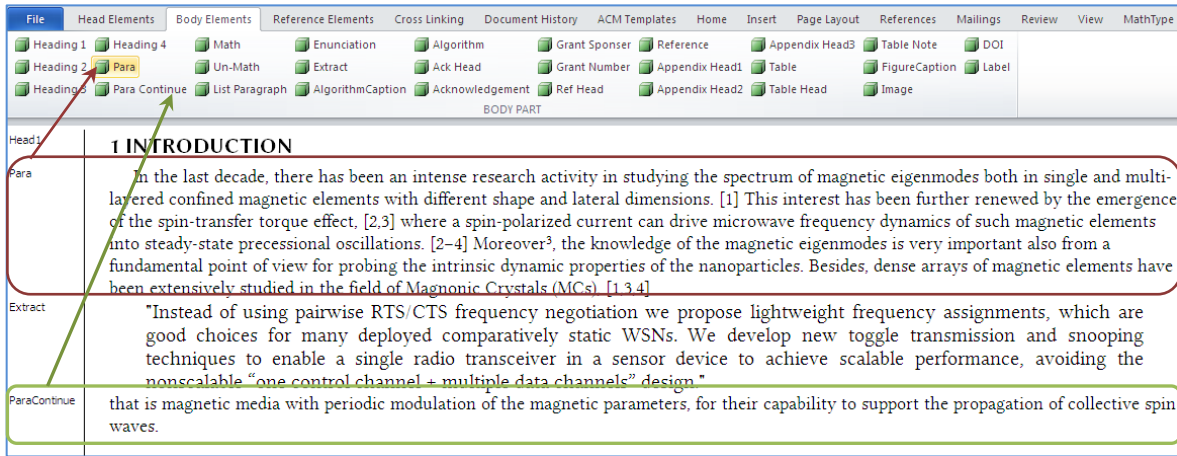 File Head Elements Body Elements Reference Elements Cross Linking Document History ACM Templates Home Insert Page Layout References Mailings Review View MathType
Heading 1 Heading 4 Math Enunciation Algorithm Grant Sponser Reference Appendix Head3 Table Note DOI
Heading 2 Para Un-Math Extract Ack Head Grant Number Appendix Head1 Table FigureCaption Label
Heading 3 Para Continue List Paragraph AlgorithmCaption Acknowledgement Ref Head Appendix Head2 Table Head Image
BODY PART
Head1 1 INTRODUCTION
Para In the last decade, there has been an intense research activity in studying the spectrum of magnetic eigenmodes both in single and multi-
layered confined magnetic elements with different shape and lateral dimensions. [1] This interest has been further renewed by the emergence
of the spin-transfer torque effect, [2,3] where a spin-polarized current can drive microwave frequency dynamics of such magnetic elements
into steady-state precessional oscillations. [2–4] Moreover³, the knowledge of the magnetic eigenmodes is very important also from a
fundamental point of view for probing the intrinsic dynamic properties of the nanoparticles. Besides, dense arrays of magnetic elements have
been extensively studied in the field of Magnonic Crystals (MCs), [1,3,4]
Extract "Instead of using pairwise RTS/CTS frequency negotiation we propose lightweight frequency assignments, which are
good choices for many deployed comparatively static WSNs. We develop new toggle transmission and snooping
techniques to enable a single radio transceiver in a sensor device to achieve scalable performance, avoiding the
nonscalable “one control channel + multiple data channels” design."
ParaContinue that is magnetic media with periodic modulation of the magnetic parameters, for their capability to support the propagation of collective spin
waves.